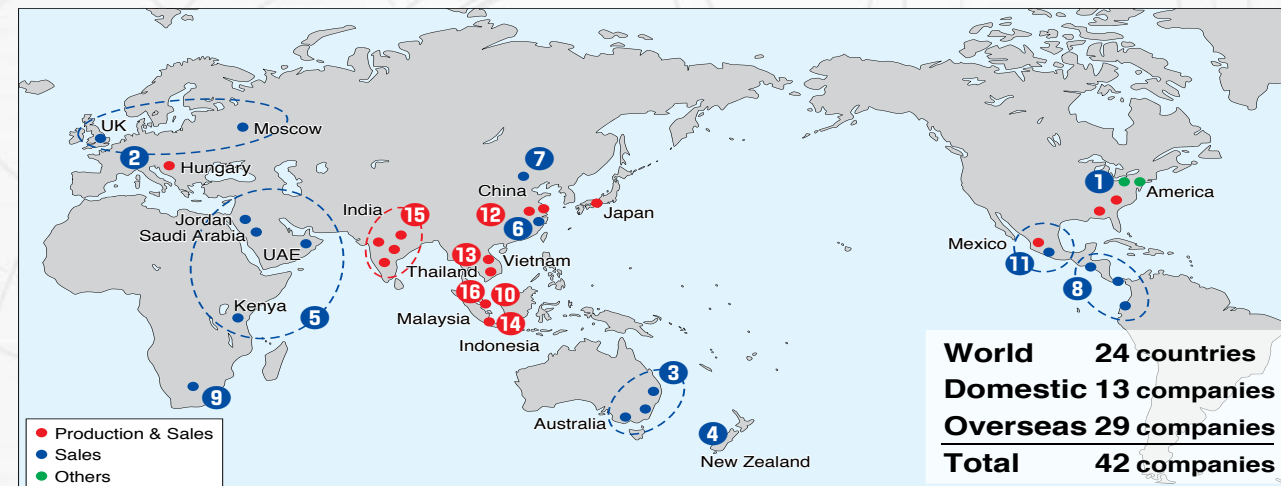 UK
Moscow
2
Hungary
7
China
1
America
Jordan
Saudi Arabia
UAE
India
15
12
6
Japan
13
Thailand
Vietnam
Mexico
11
8
16
10
Malaysia
14
Indonesia
Kenya
5
9
3
Australia
4
New Zealand
Production & Sales
Sales
Others
World 24 countries
Domestic 13 companies
Overseas 29 companies
Total 42 companies